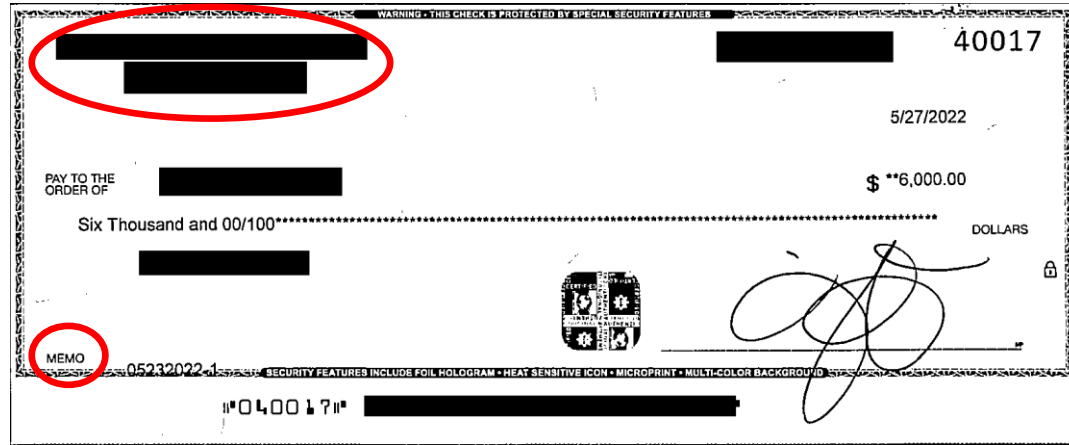 WARNING - THIS CHECK IS PROTECTED BY SPECIAL SECURITY FEATURES
40017
5/27/2022
PAY TO THE
ORDER OF
$ **6,000.00
Six Thousand and 00/100**************************************************************************************************
DOLLARS
MEMO
05232022-1
SECURITY FEATURES INCLUDE FOIL HOLOGRAM • HEAT SENSITIVE ICON • MICROPRINT • MULTI-COLOR BACKGROUND
⑈040017⑈